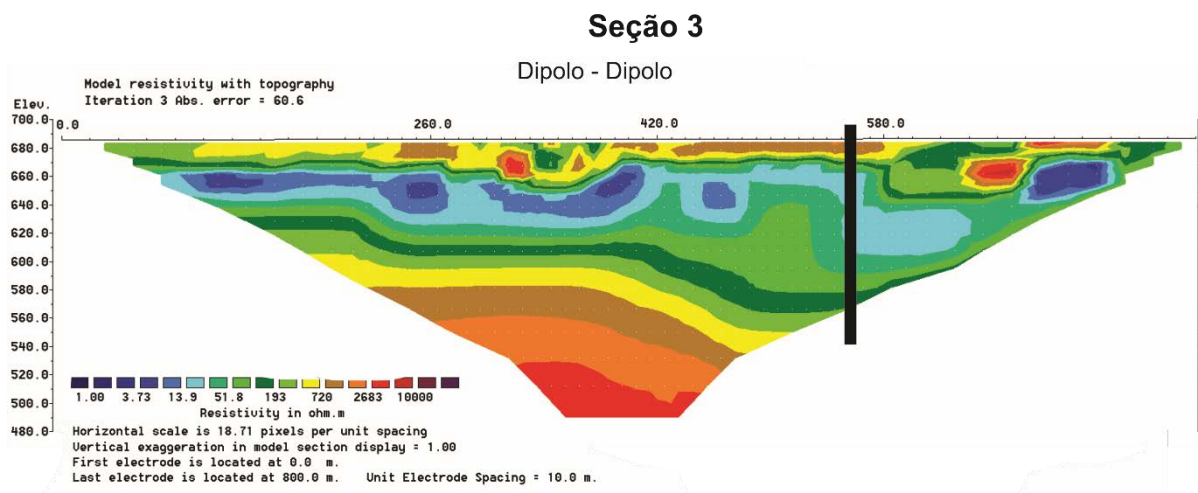 Seção 3
Dipolo - Dipolo
Model resistivity with topography
Iteration 3 Abs. error = 60.6
Elev.
700.0
0.0 260.0 420.0 580.0
680.0
660.0
640.0
620.0
600.0
580.0
560.0
540.0
520.0
500.0
480.0
1.00 3.73 13.9 51.8 193 720 2683 10000
Resistivity in ohm.m
Horizontal scale is 18.71 pixels per unit spacing
Vertical exaggeration in model section display = 1.00
First electrode is located at 0.0 m.
Last electrode is located at 800.0 m. Unit Electrode Spacing = 10.0 m.